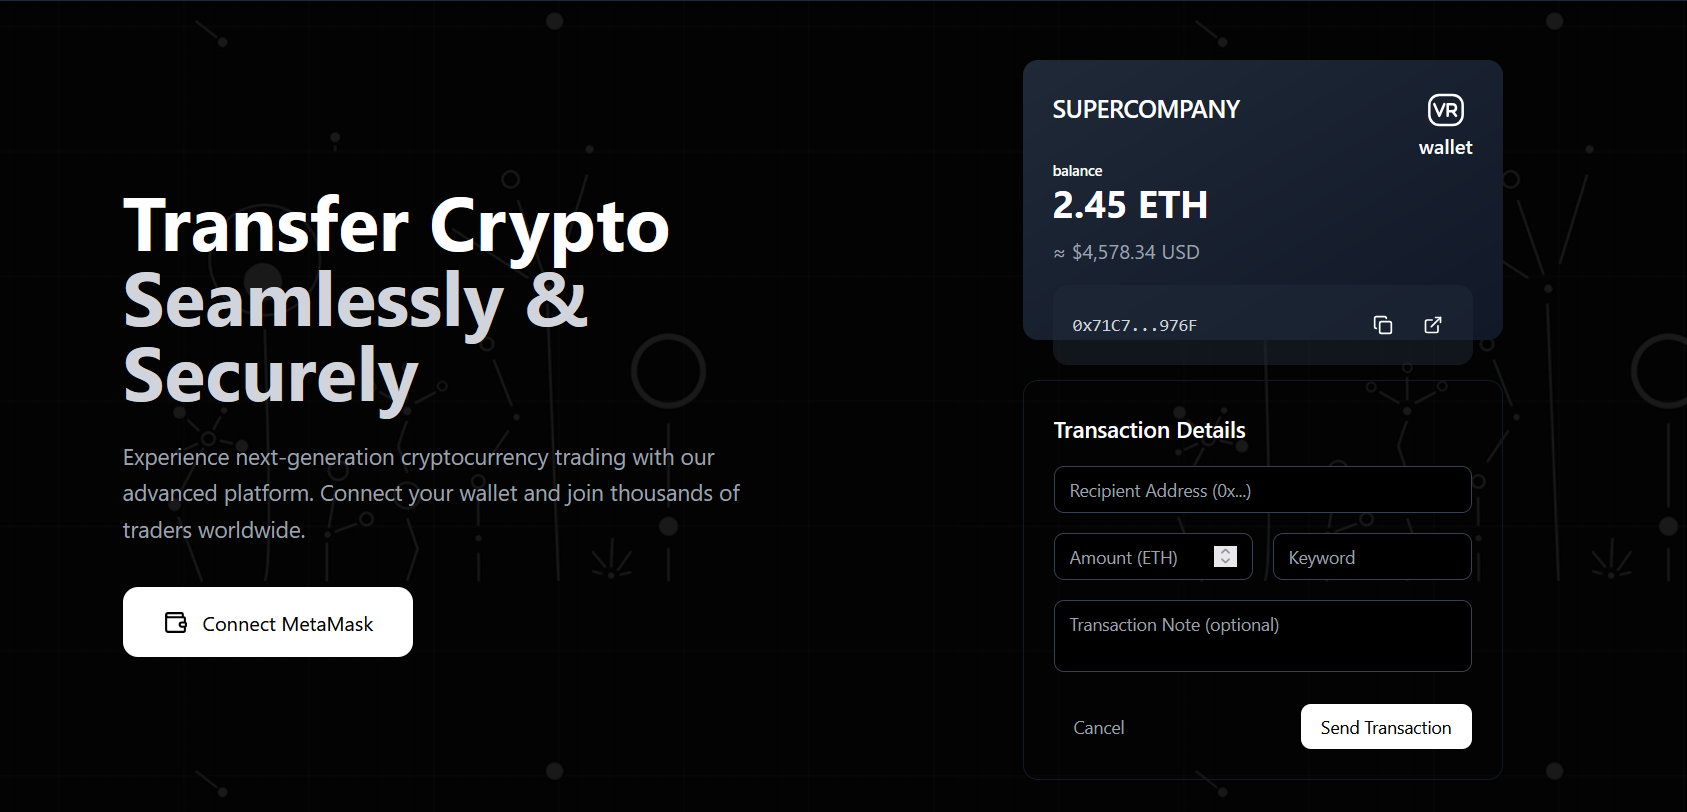 Transfer Crypto
Seamlessly &
Securely
Experience next-generation cryptocurrency trading with our
advanced platform. Connect your wallet and join thousands of
traders worldwide.
Connect MetaMask
SUPERCOMPANY
VR
wallet
balance
2.45 ETH
≈ $4,578.34 USD
0x71C7...976F
Transaction Details
Recipient Address (0x...)
Amount (ETH)
Keyword
Transaction Note (optional)
Cancel
Send Transaction